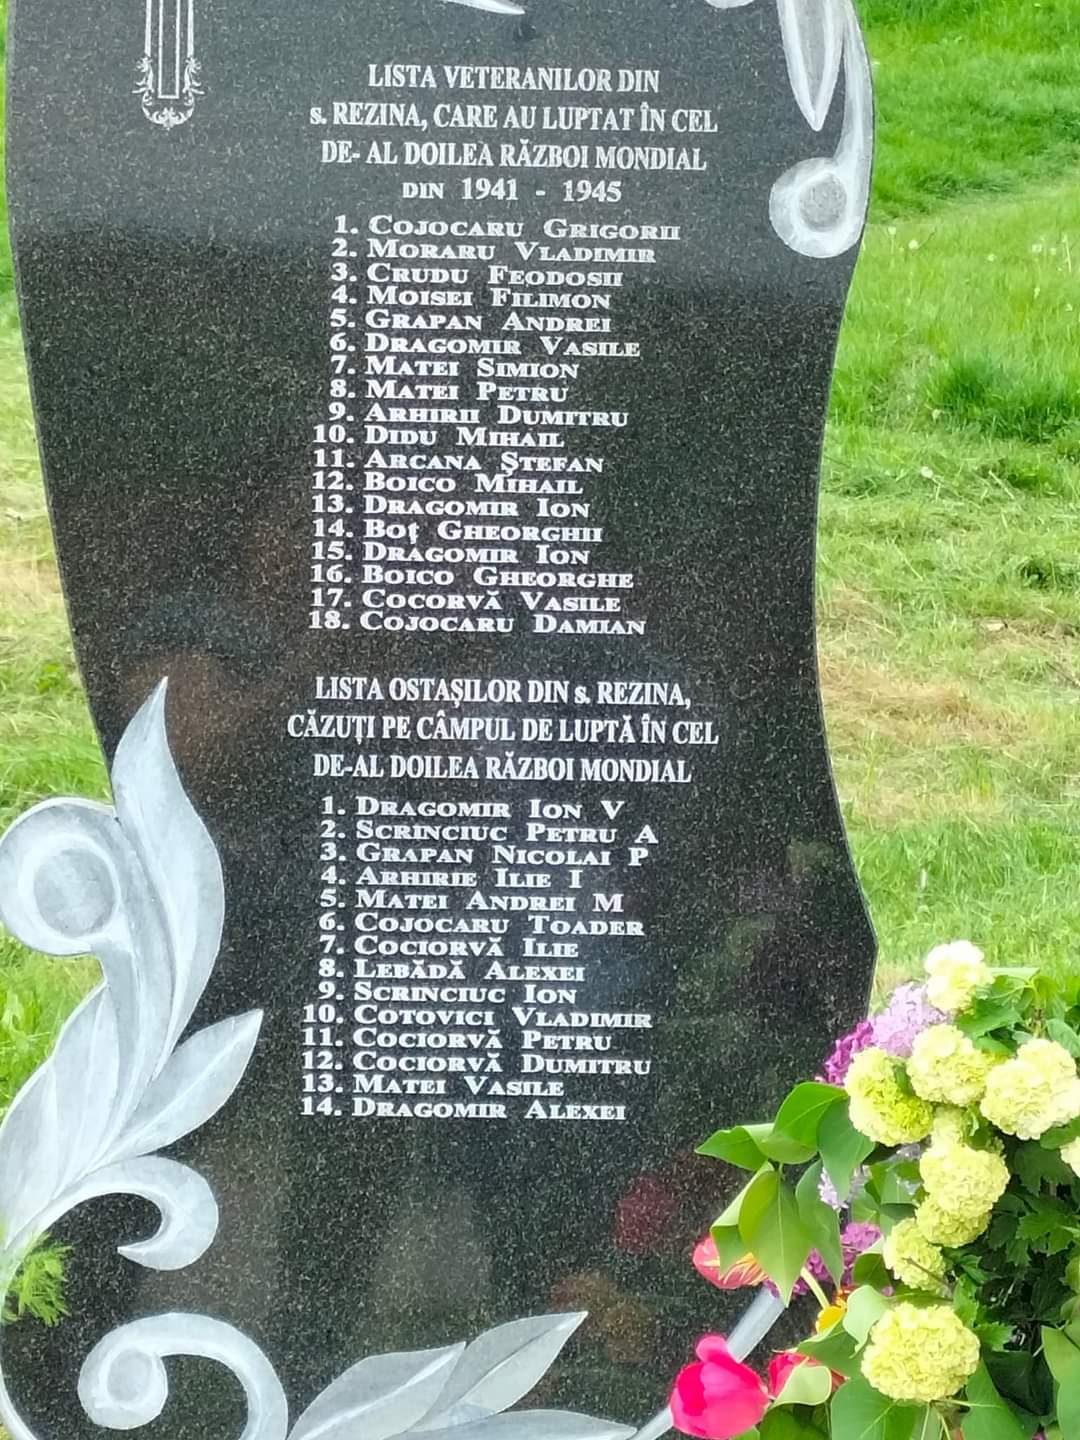 LISTA VETERANILOR DIN
s. REZINA, CARE AU LUPTAT ÎN CEL
DE- AL DOILEA RĂZBOI MONDIAL
DIN 1941 - 1945
1. COJOCARU GRIGORII
2. MORARU VLADIMIR
3. CRUDU FEODOSII
4. MOISEI FILIMON
5. GRAPAN ANDREI
6. DRAGOMIR VASILE
7. MATEI SIMION
8. MATEI PETRU
9. ARHIRII DUMITRU
10. DIDU MIHAIL
11. ARCANA ŞTEFAN
12. BOICO MIHAIL
13. DRAGOMIR ION
14. BOţ GHEORGHII
15. DRAGOMIR ION
16. BOICO GHEORGHE
17. COCORVĂ VASILE
18. COJOCARU DAMIAN
LISTA OSTAȘILOR DIN s. REZINA,
CĂZUȚI PE CÂMPUL DE LUPTĂ ÎN CEL
DE-AL DOILEA RĂZBOI MONDIAL
1. DRAGOMIR ION V
2. SCRINCIUC PETRU A
3. GRAPAN NICOLAI P
4. ARHIRIE ILIE I
5. MATEI ANDREI M
6. COJOCARU TOADER
7. COCIORVĂ ILIE
8. LEBĂDĂ ALEXEI
9. SCRINCIUC ION
10. COTOVICI VLADIMIR
11. COCIORVĂ PETRU
12. COCIORVĂ DUMITRU
13. MATEI VASILE
14. DRAGOMIR ALEXEI